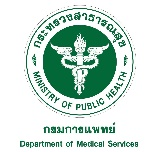 กระทรวงสาธารณสุข
MINISTRY OF PUBLIC HEALTH
กรมการแพทย์
Department of Medical Services